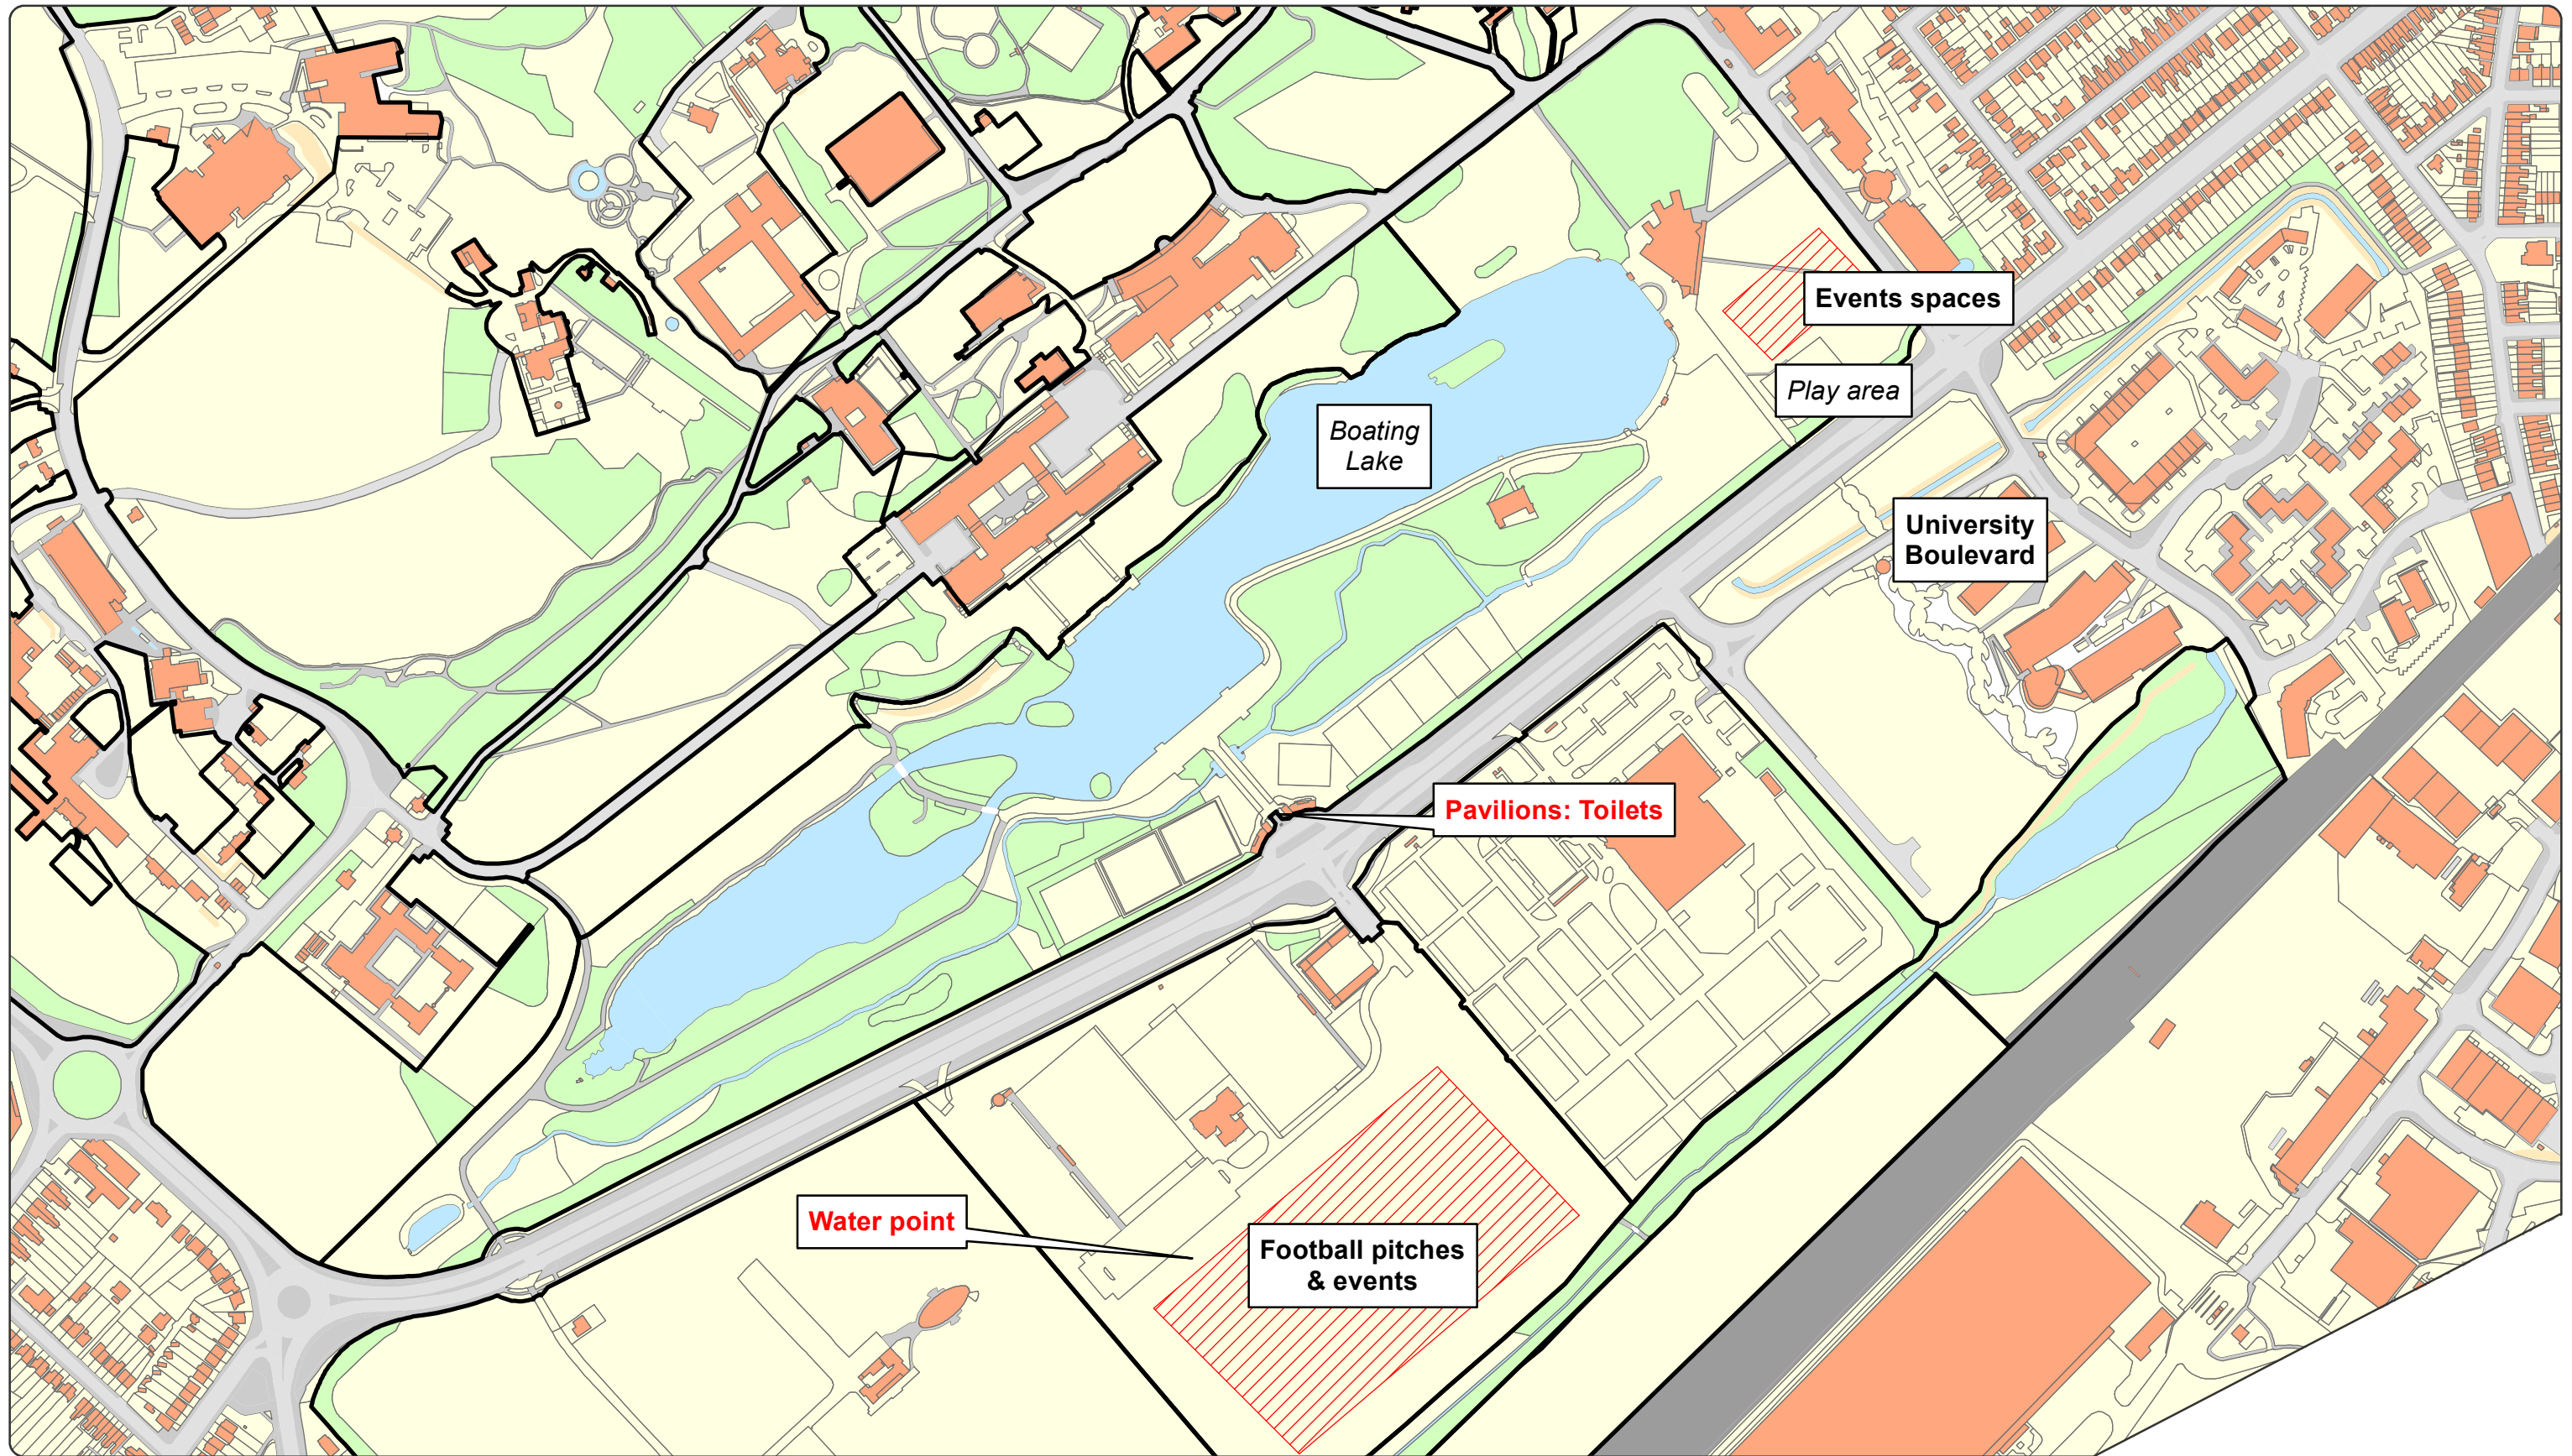 Events spaces
Play area
Boating
Lake
University
Boulevard
Pavilions: Toilets
Water point
Football pitches
& events